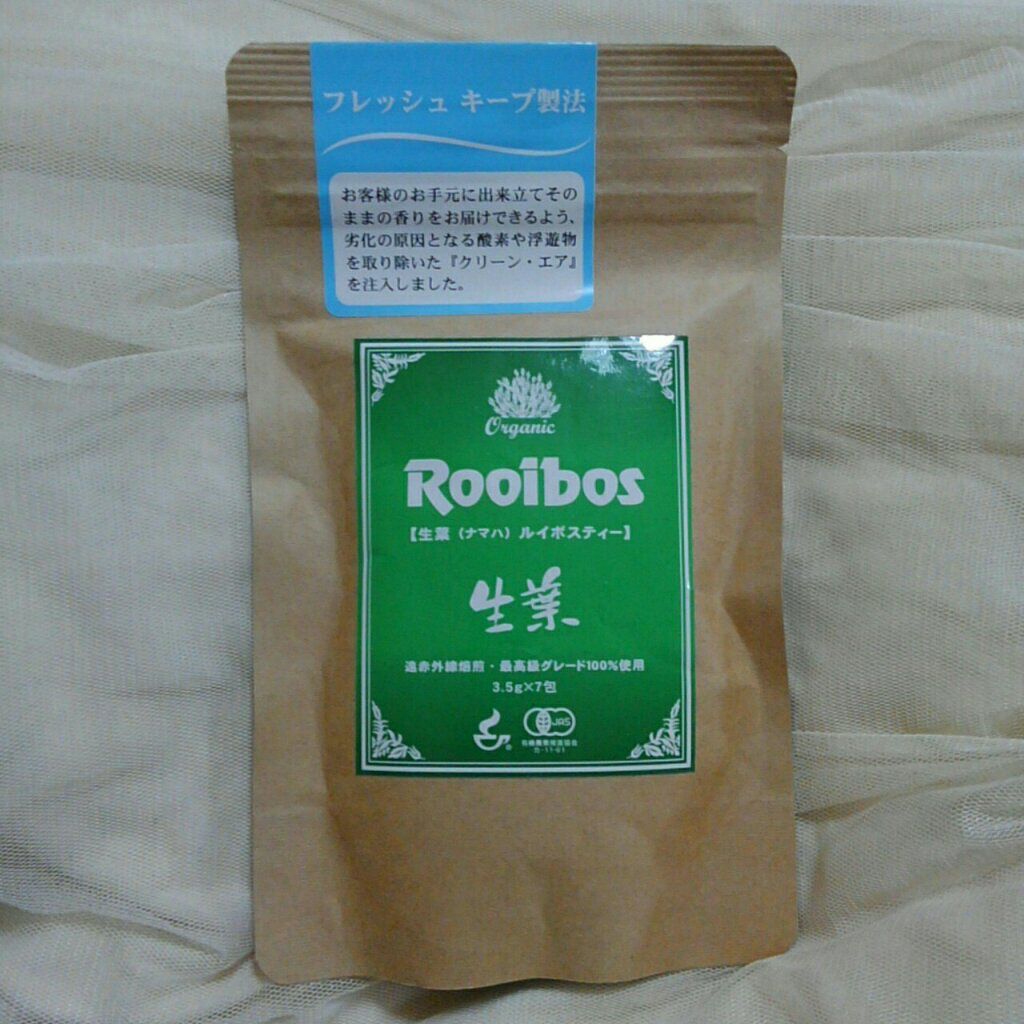 フレッシュ キープ製法
お客様のお手元に出来立てその
ままの香りをお届けできるよう、
劣化の原因となる酸素や浮遊物
を取り除いた『クリーン・エア』
を注入しました。
Organic
Rooibos
【生葉（ナマハ）ルイボスティー】
生葉
遠赤外線焙煎・最高級グレード100%使用
3.5g×7包
®
JAS